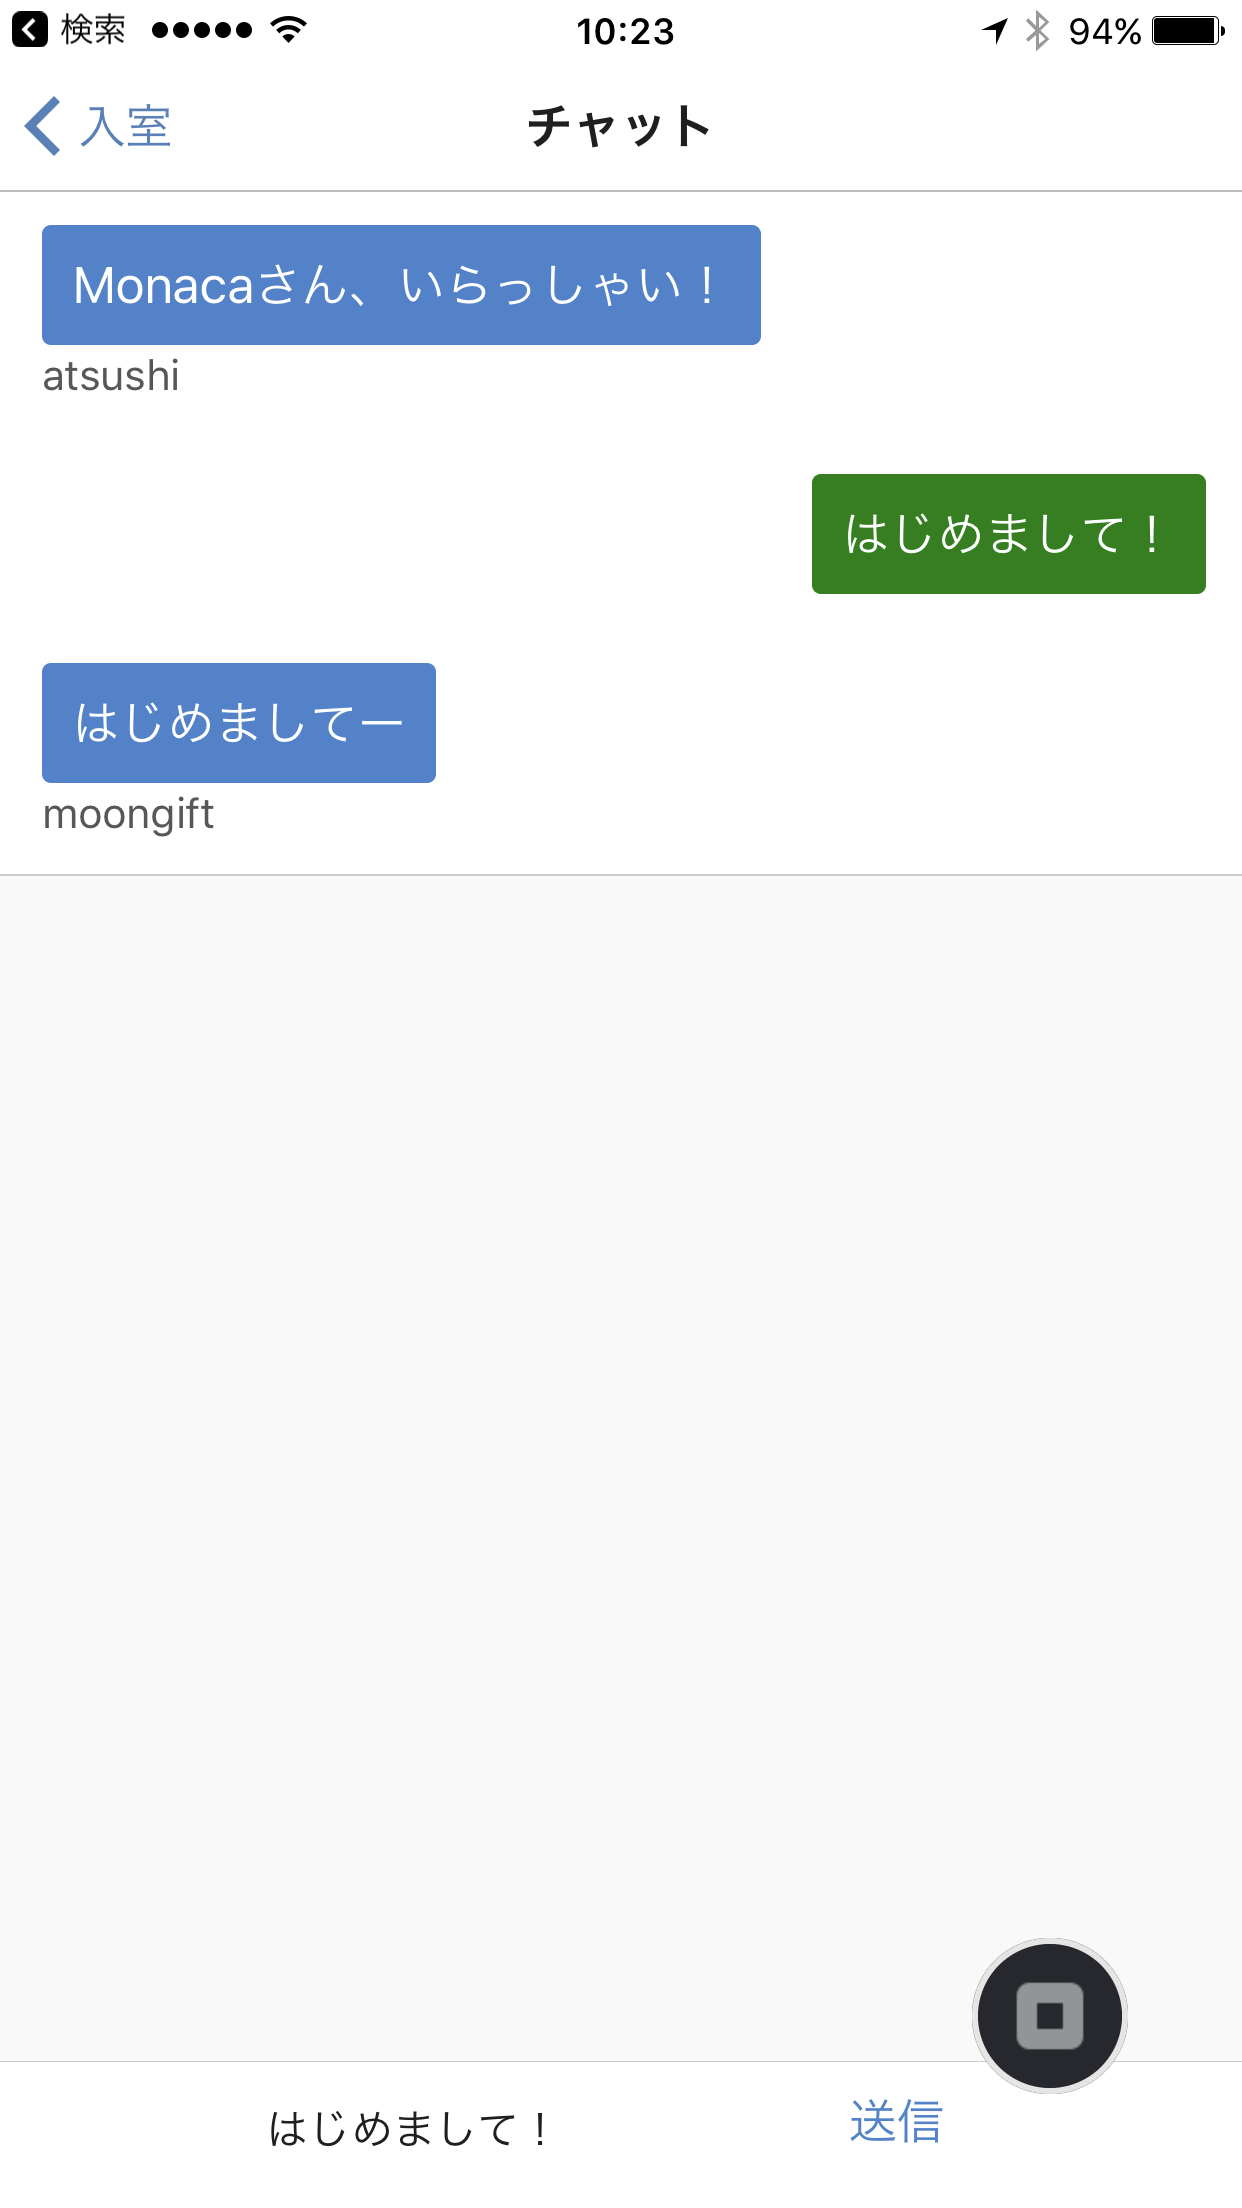 検索
10:23
94%
入室
チャット
Monacaさん、いらっしゃい！
atsushi
はじめまして！
はじめましてー
moongift
はじめまして！
送信